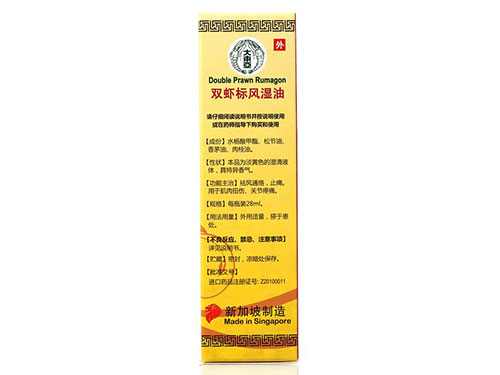 大東亞
外
Double Prawn Rumagon
双虾标风湿油
请仔细阅读说明书并按说明使用
或在药师指导下购买和使用
【成份】水杨酸甲酯、松节油、
香茅油、肉桂油。
【性状】本品为淡黄色的澄清液
体，具特异香气。
【功能主治】祛风通络，止痛。
用于肌肉扭伤、关节疼痛。
【规格】每瓶装28ml。
【用法用量】外用适量，搽于患
处。
【不良反应、禁忌、注意事项】
详见说明书。
【贮藏】密封，凉暗处保存。
【批准文号】
进口药品注册证号: Z20100011
新加坡制造
Made in Singapore